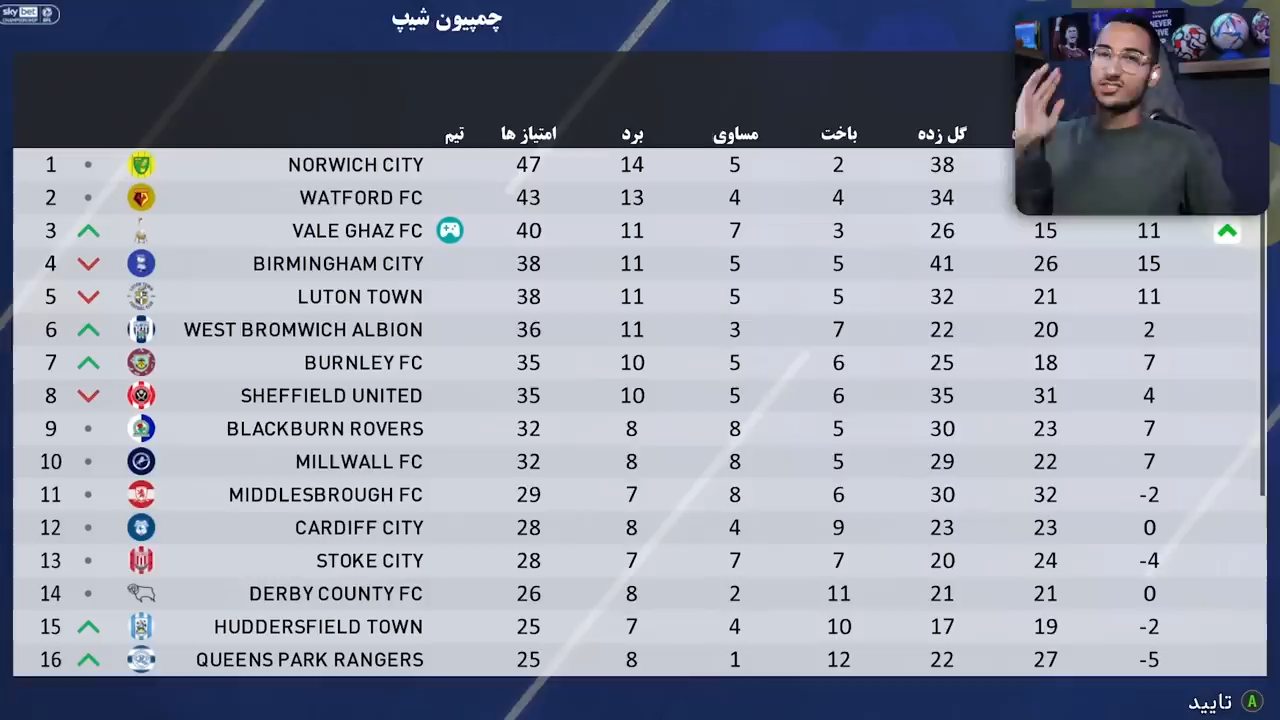 sky bet
چمپیون شیپ
تیم امتیاز ها برد مساوی باخت گل زده
1 NORWICH CITY 47 14 5 2 38
2 WATFORD FC 43 13 4 4 34
3 VALE GHAZ FC 40 11 7 3 26 15 11
4 BIRMINGHAM CITY 38 11 5 5 41 26 15
5 LUTON TOWN 38 11 5 5 32 21 11
6 WEST BROMWICH ALBION 36 11 3 7 22 20 2
7 BURNLEY FC 35 10 5 6 25 18 7
8 SHEFFIELD UNITED 35 10 5 6 35 31 4
9 BLACKBURN ROVERS 32 8 8 5 30 23 7
10 MILLWALL FC 32 8 8 5 29 22 7
11 MIDDLESBROUGH FC 29 7 8 6 30 32 -2
12 CARDIFF CITY 28 8 4 9 23 23 0
13 STOKE CITY 28 7 7 7 20 24 -4
14 DERBY COUNTY FC 26 8 2 11 21 21 0
15 HUDDERSFIELD TOWN 25 7 4 10 17 19 -2
16 QUEENS PARK RANGERS 25 8 1 12 22 27 -5
تایید A